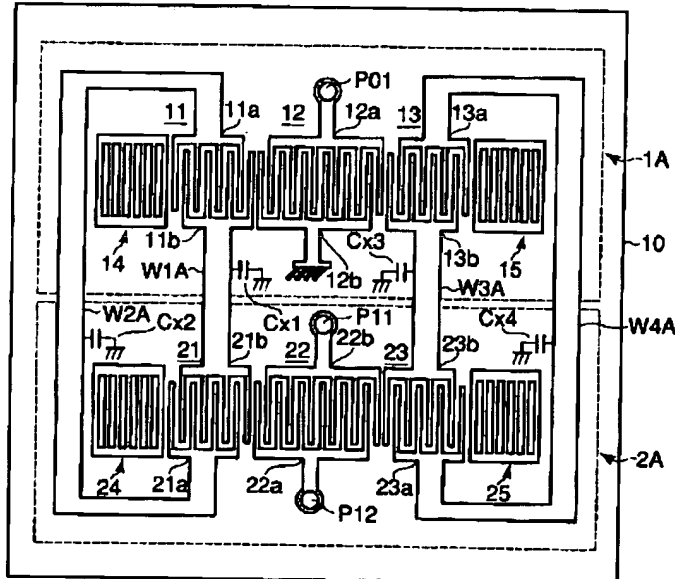 P01
11 11a 12 12a 13 13a
1A
14 11b 12b 13b 15 10
Cx3
W1A W3A
W2A Cx2 Cx1 P11 Cx4 W4A
21 21b 22 22b 23 23b
24 21a 22a 23a 25 2A
P12